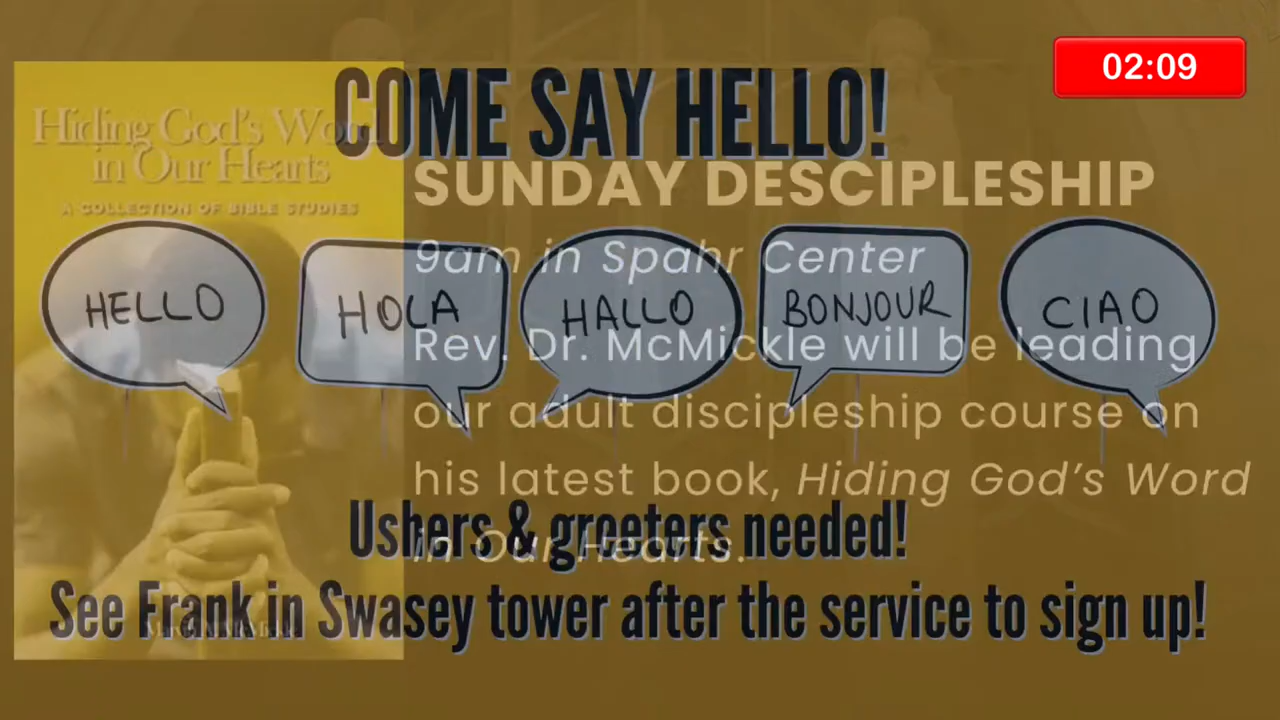 02:09
COME SAY HELLO!
HELLO
HOLA
HALLO
BONJOUR
CIAO
Ushers & greeters needed!
See Frank in Swasey tower after the service to sign up!
Hiding God's Word
in Our Hearts
A COLLECTION OF BIBLE STUDIES
SUNDAY DESCIPLESHIP
9am in Spahr Center
Rev. Dr. McMickle will be leading
our adult discipleship course on
his latest book, Hiding God's Word
in Our Hearts.